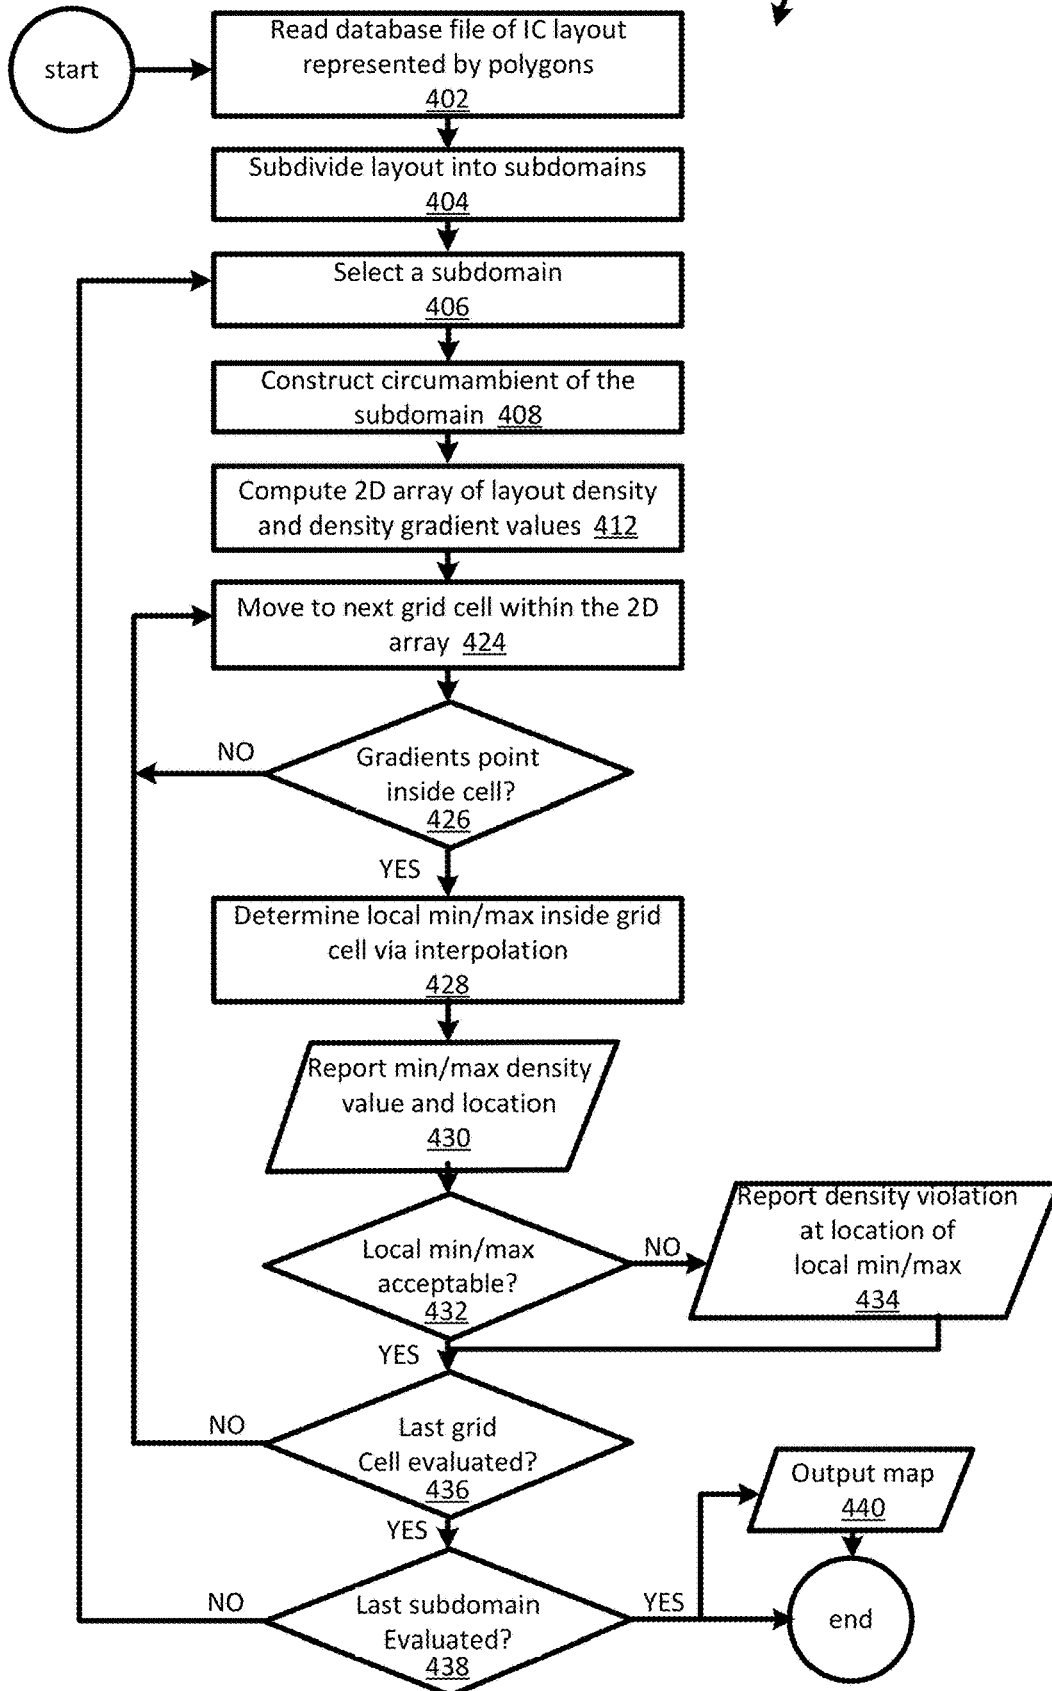 start
Read database file of IC layout
represented by polygons
402
Subdivide layout into subdomains
404
Select a subdomain
406
Construct circumambient of the
subdomain 408
Compute 2D array of layout density
and density gradient values 412
Move to next grid cell within the 2D
array 424
NO
Gradients point
inside cell?
426
YES
Determine local min/max inside grid
cell via interpolation
428
Report min/max density
value and location
430
Local min/max
acceptable?
432
NO
Report density violation
at location of
local min/max
434
YES
NO
Last grid
Cell evaluated?
436
YES
Output map
440
NO
Last subdomain
Evaluated?
438
YES
end